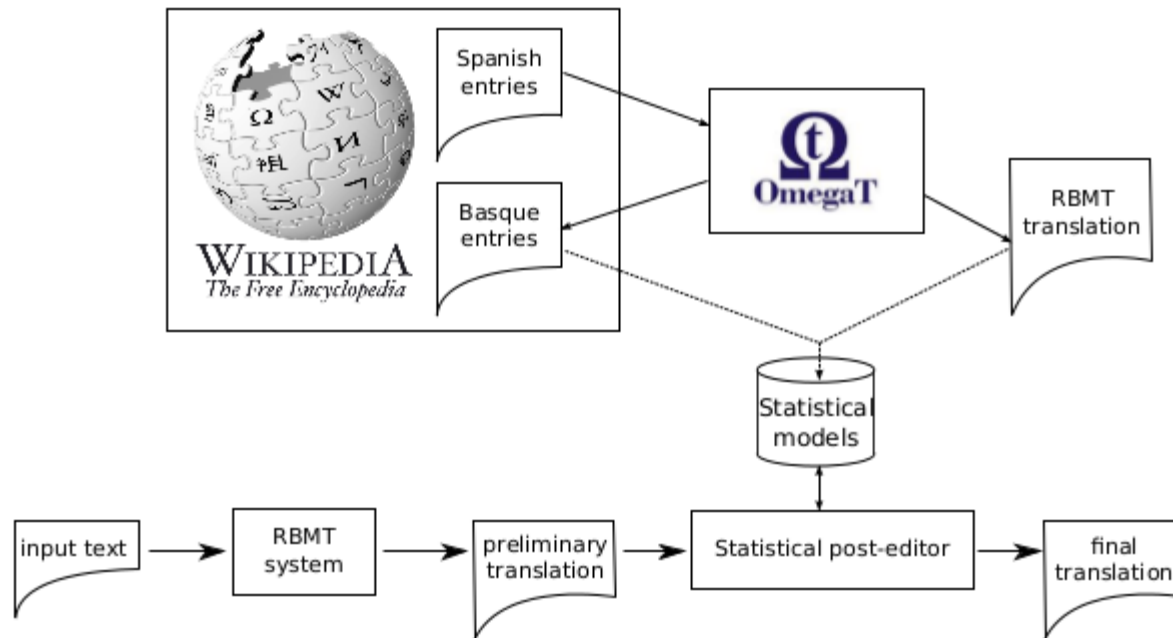 Spanish
entries
Basque
entries
WIKIPEDIA
The Free Encyclopedia
t
OmegaT
RBMT
translation
Statistical
models
input text
RBMT
system
preliminary
translation
Statistical post-editor
final
translation